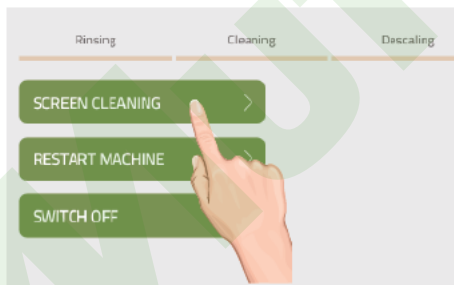 Rinsing Cleaning Descaling
SCREEN CLEANING
RESTART MACHINE
SWITCH OFF